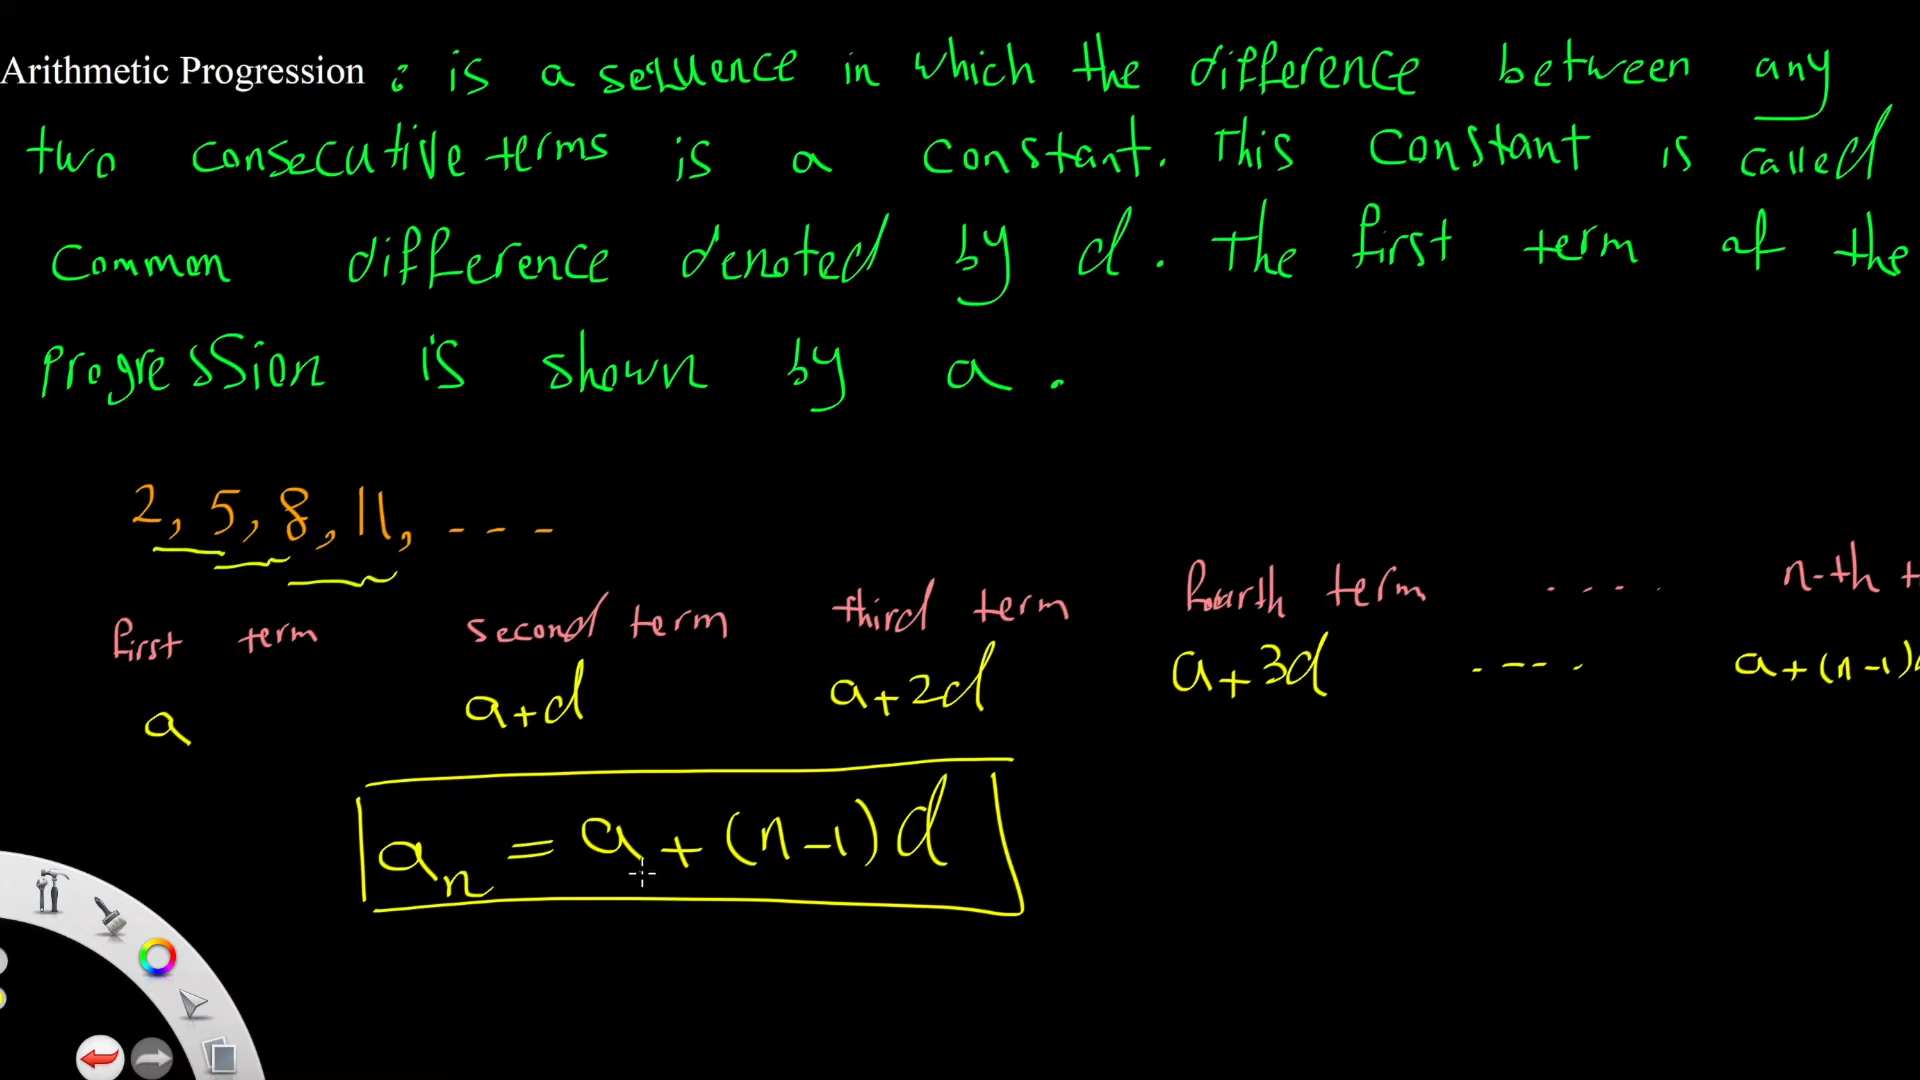 Arithmetic Progression : is a sequence in which the difference between any
two consecutive terms is a constant. This constant is called
common difference denoted by d. The first term of the
progression is shown by a.
2, 5, 8, 11, - - -
first term second term third term fourth term .... n-th t
a a+d a+2d a+3d .---. a+(n-1)d
an = a+(n-1)d